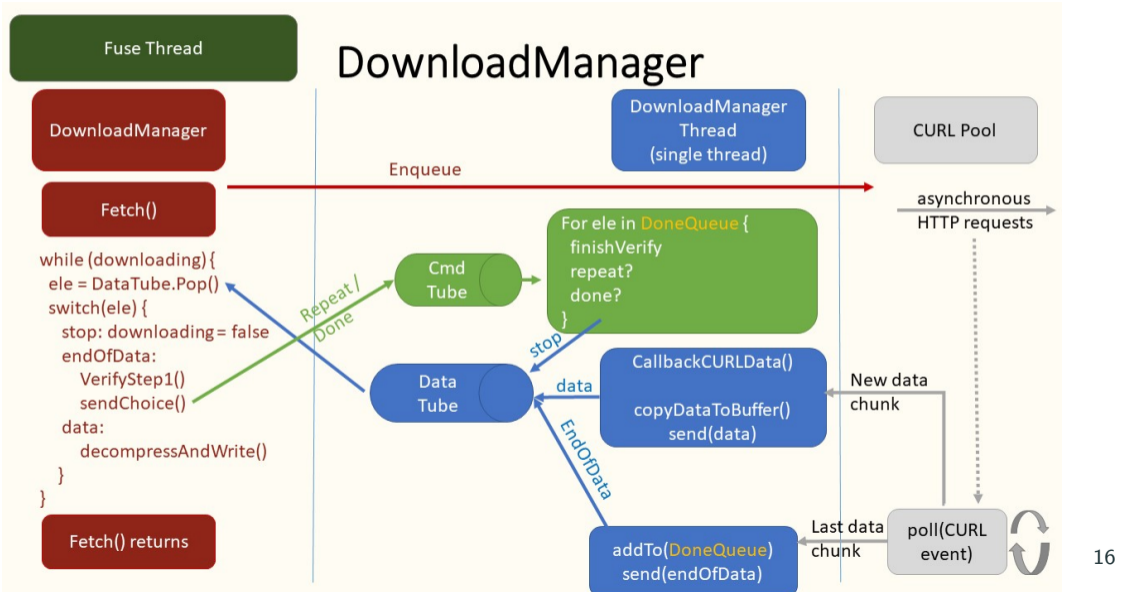 Fuse Thread
DownloadManager
DownloadManager
Fetch()
while (downloading) {
ele = DataTube.Pop()
switch(ele) {
stop: downloading = false
endOfData:
VerifyStep1()
sendChoice()
data:
decompressAndWrite()
}
}
Fetch() returns
Enqueue
Repeat /
Done
Cmd
Tube
Data
Tube
DownloadManager
Thread
(single thread)
For ele in DoneQueue {
finishVerify
repeat?
done?
}
stop
data
EndOfData
CallbackCURLData()
copyDataToBuffer()
send(data)
addTo(DoneQueue)
send(endOfData)
CURL Pool
asynchronous
HTTP requests
New data
chunk
Last data
chunk
poll(CURL
event)
16